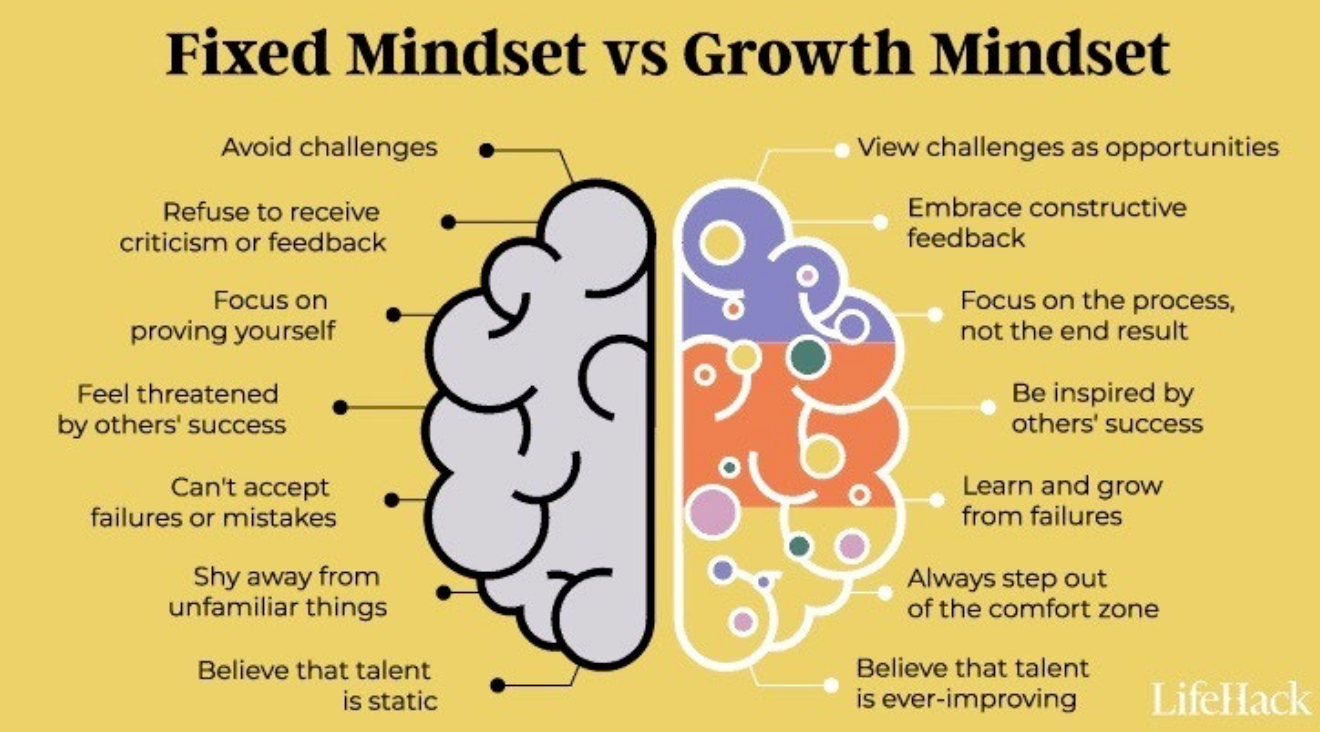 Fixed Mindset vs Growth Mindset
Avoid challenges
Refuse to receive
criticism or feedback
Focus on
proving yourself
Feel threatened
by others' success
Can't accept
failures or mistakes
Shy away from
unfamiliar things
Believe that talent
is static
View challenges as opportunities
Embrace constructive
feedback
Focus on the process,
not the end result
Be inspired by
others' success
Learn and grow
from failures
Always step out
of the comfort zone
Believe that talent
is ever-improving
LifeHack